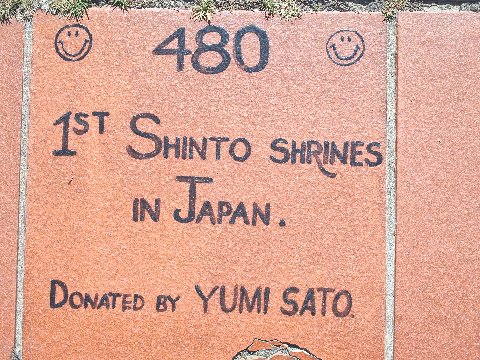 480
1ST SHINTO SHRINES
IN JAPAN.
DONATED BY YUMI SATO.